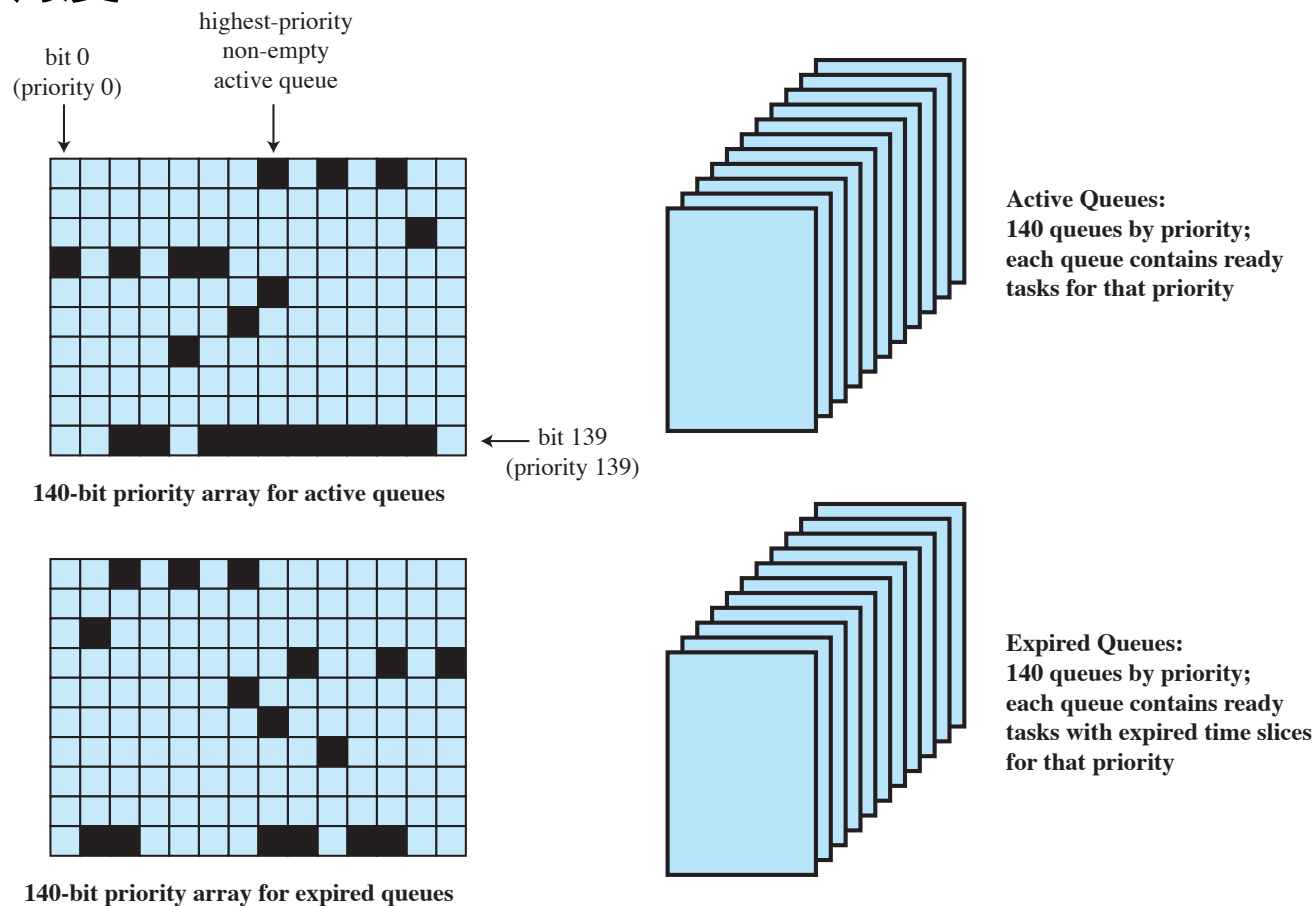 bit 0
(priority 0)
highest-priority
non-empty
active queue
bit 139
(priority 139)
140-bit priority array for active queues
Active Queues:
140 queues by priority;
each queue contains ready
tasks for that priority
140-bit priority array for expired queues
Expired Queues:
140 queues by priority;
each queue contains ready
tasks with expired time slices
for that priority